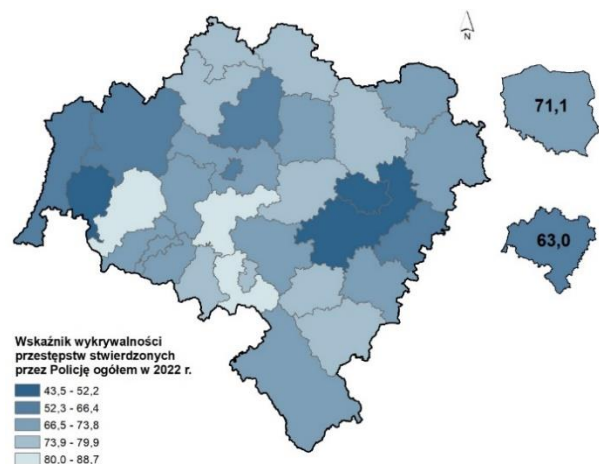 N
71,1
63,0
Wskaźnik wykrywalności
przestępstw stwierdzonych
przez Policję ogółem w 2022 r.
43,5 - 52,2
52,3 - 66,4
66,5 - 73,8
73,9 - 79,9
80,0 - 88,7